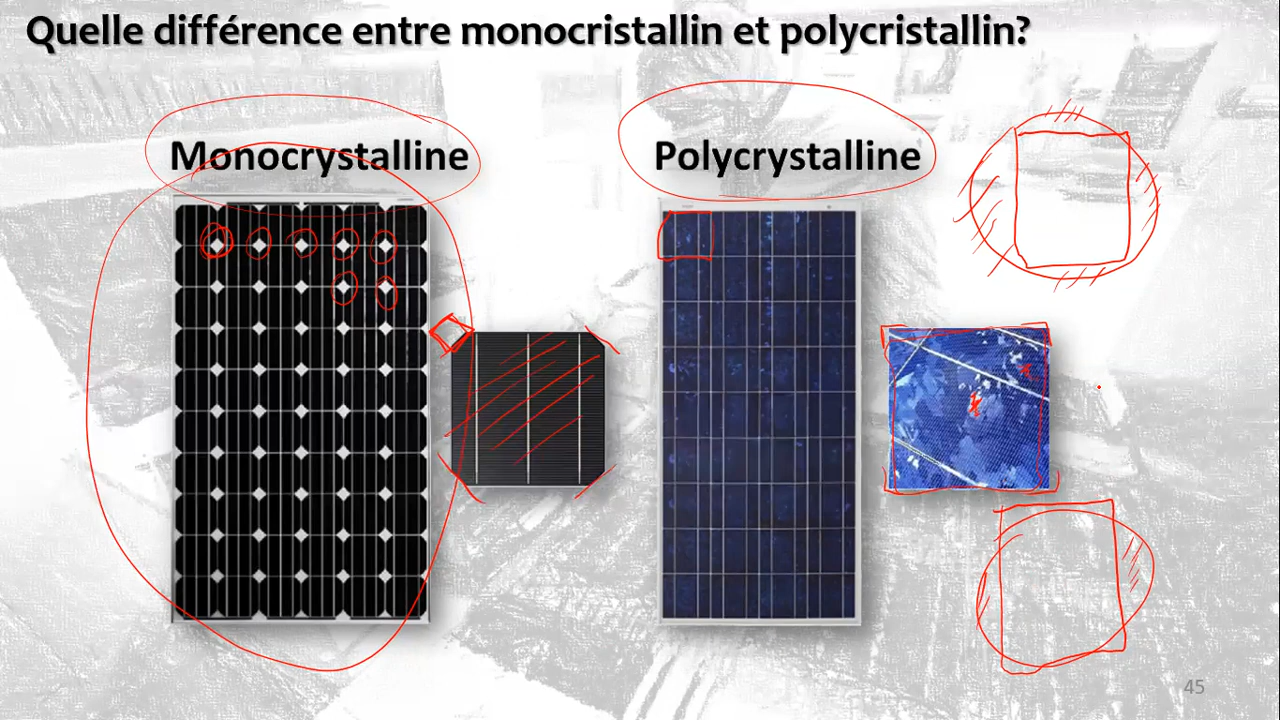 Quelle différence entre monocristallin et polycristallin?
Monocrystalline
Polycrystalline
45